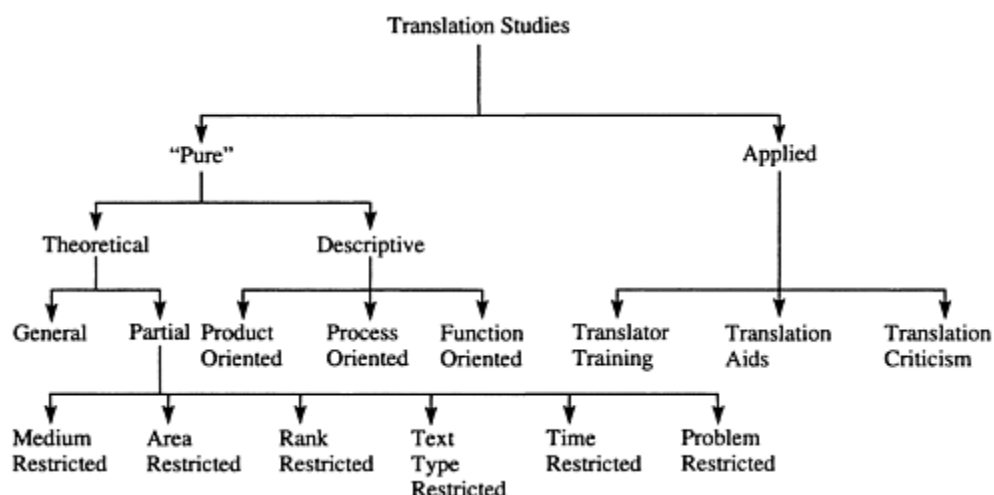 Translation Studies
“Pure”
Applied
Theoretical
Descriptive
General
Partial
Product
Oriented
Process
Oriented
Function
Oriented
Translator
Training
Translation
Aids
Translation
Criticism
Medium
Restricted
Area
Restricted
Rank
Restricted
Text
Type
Restricted
Time
Restricted
Problem
Restricted